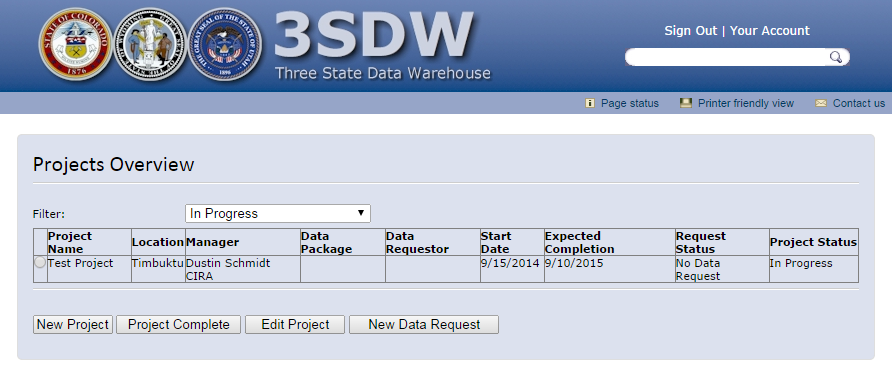 3SDW
Three State Data Warehouse
Sign Out | Your Account
Page status
Printer friendly view
Contact us
Projects Overview
Filter:
In Progress
Project Name
Location
Manager
Data Package
Data Requestor
Start Date
Expected Completion
Request Status
Project Status
Test Project
Timbuktu
Dustin Schmidt
CIRA
9/15/2014
9/10/2015
No Data Request
In Progress
New Project
Project Complete
Edit Project
New Data Request